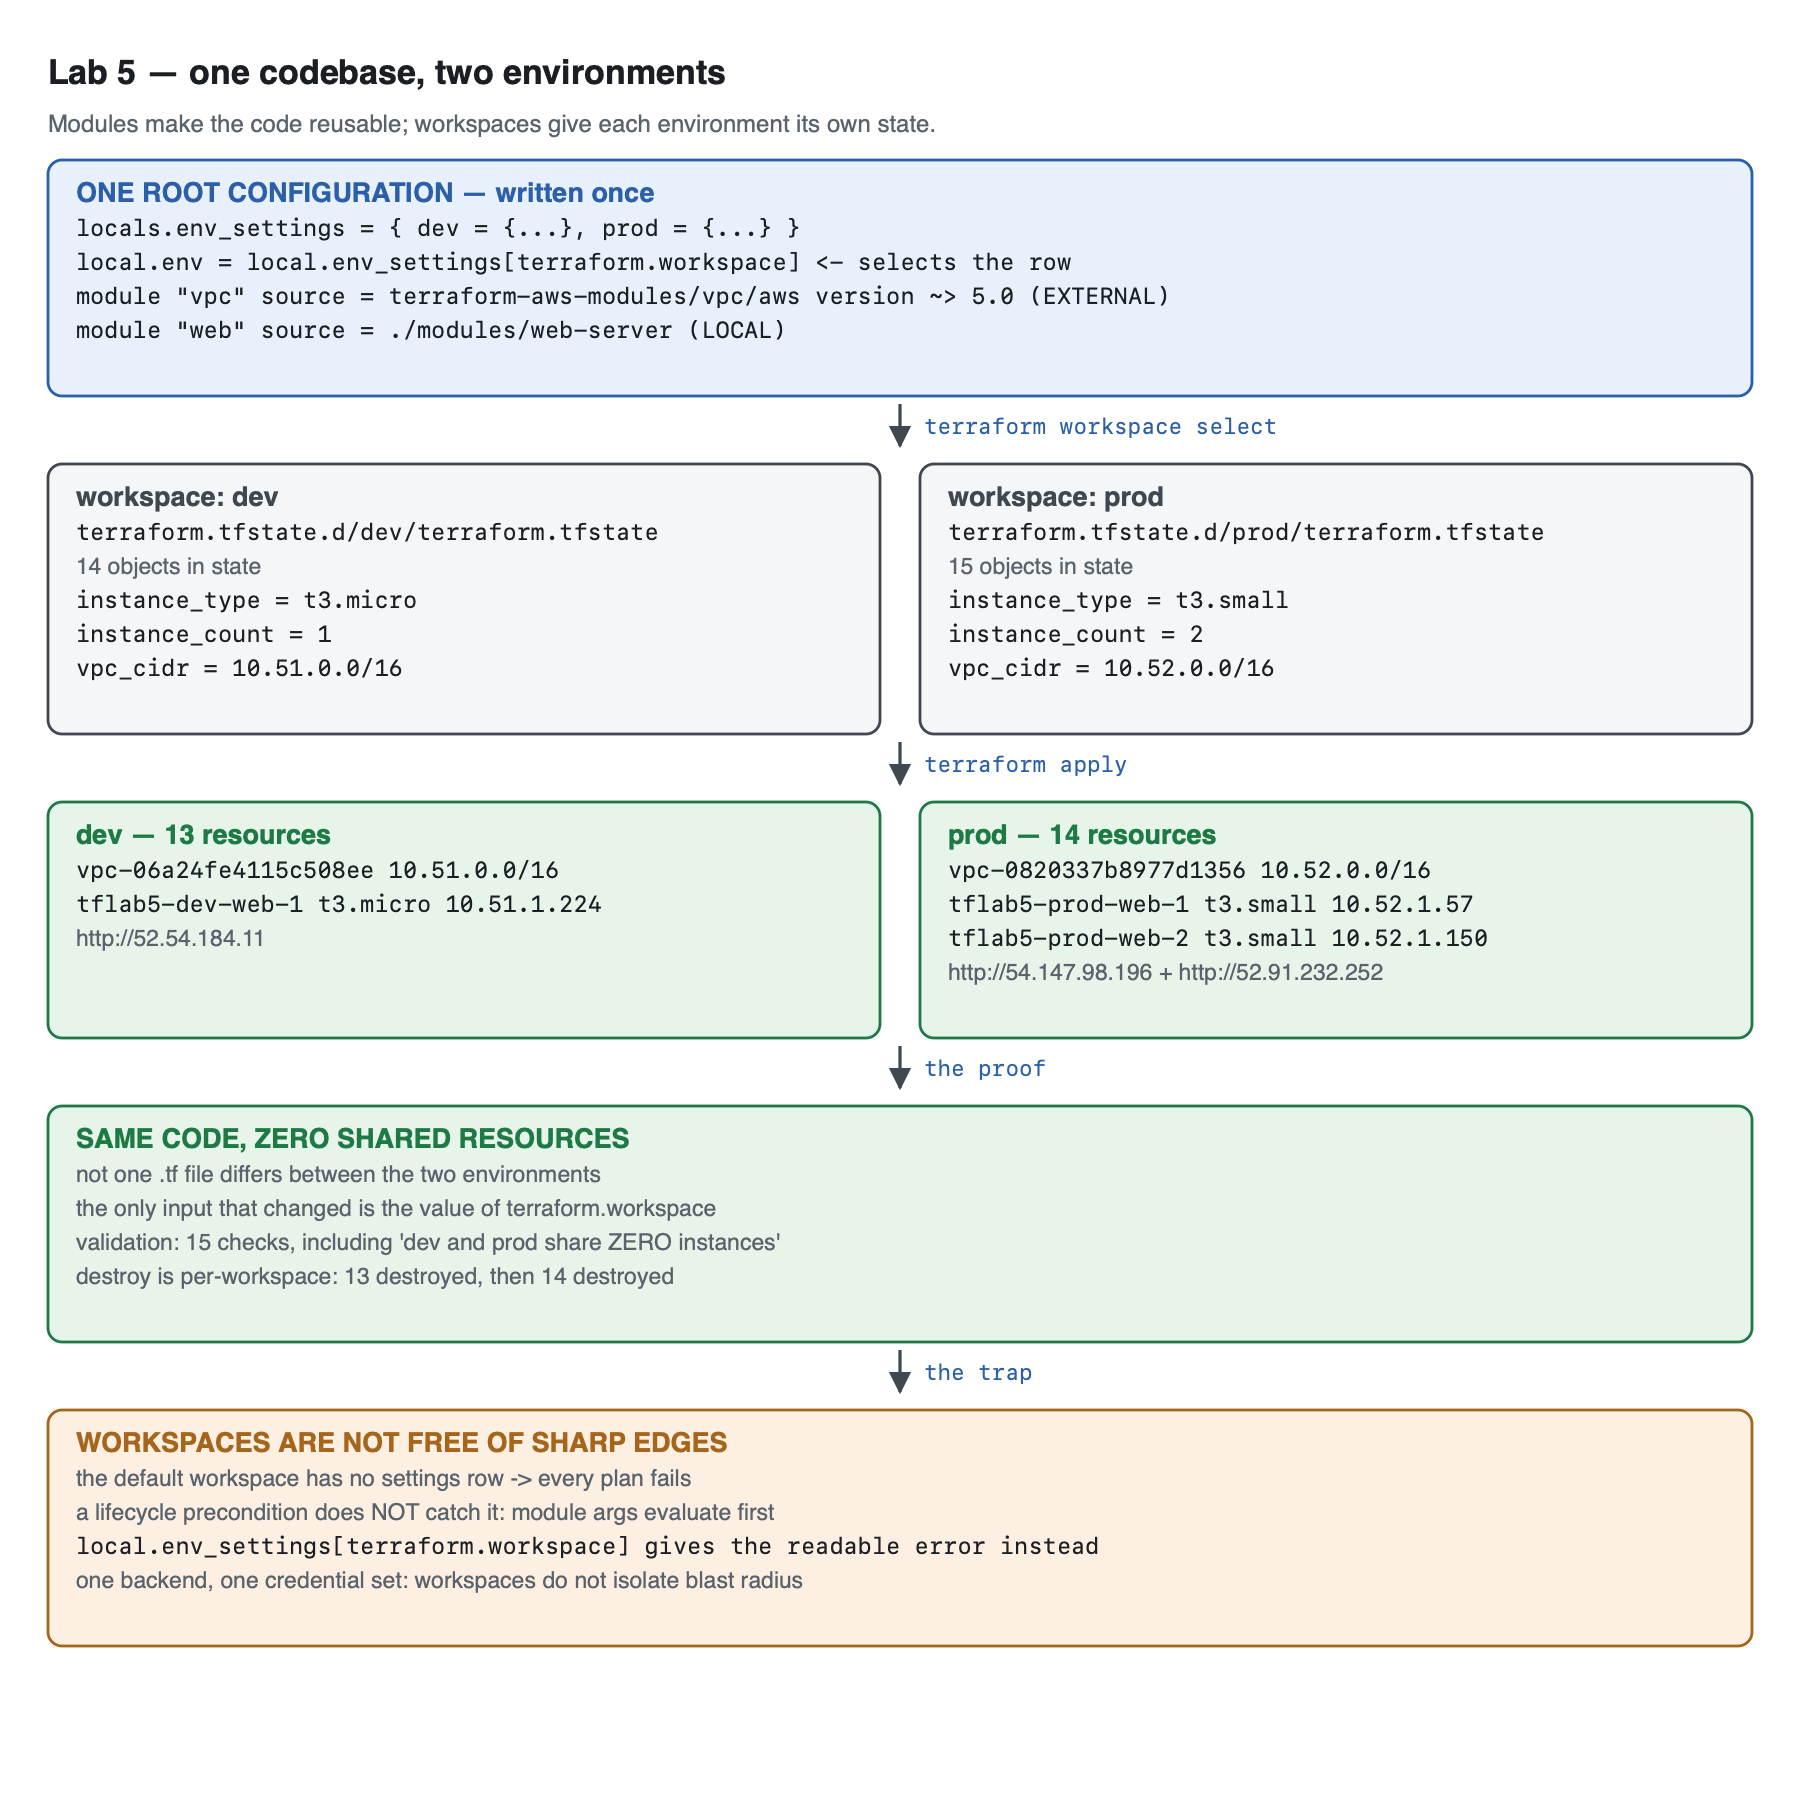 Lab 5 — one codebase, two environments
Modules make the code reusable; workspaces give each environment its own state.
ONE ROOT CONFIGURATION — written once
locals.env_settings = { dev = {...}, prod = {...} }
local.env = local.env_settings[terraform.workspace] <- selects the row
module "vpc" source = terraform-aws-modules/vpc/aws version ~> 5.0 (EXTERNAL)
module "web" source = ./modules/web-server (LOCAL)
terraform workspace select
workspace: dev
terraform.tfstate.d/dev/terraform.tfstate
14 objects in state
instance_type = t3.micro
instance_count = 1
vpc_cidr = 10.51.0.0/16
workspace: prod
terraform.tfstate.d/prod/terraform.tfstate
15 objects in state
instance_type = t3.small
instance_count = 2
vpc_cidr = 10.52.0.0/16
terraform apply
dev — 13 resources
vpc-06a24fe4115c508ee 10.51.0.0/16
tflab5-dev-web-1 t3.micro 10.51.1.224
http://52.54.184.11
prod — 14 resources
vpc-0820337b8977d1356 10.52.0.0/16
tflab5-prod-web-1 t3.small 10.52.1.57
tflab5-prod-web-2 t3.small 10.52.1.150
http://54.147.98.196 + http://52.91.232.252
the proof
SAME CODE, ZERO SHARED RESOURCES
not one .tf file differs between the two environments
the only input that changed is the value of terraform.workspace
validation: 15 checks, including 'dev and prod share ZERO instances'
destroy is per-workspace: 13 destroyed, then 14 destroyed
the trap
WORKSPACES ARE NOT FREE OF SHARP EDGES
the default workspace has no settings row -> every plan fails
a lifecycle precondition does NOT catch it: module args evaluate first
local.env_settings[terraform.workspace] gives the readable error instead
one backend, one credential set: workspaces do not isolate blast radius